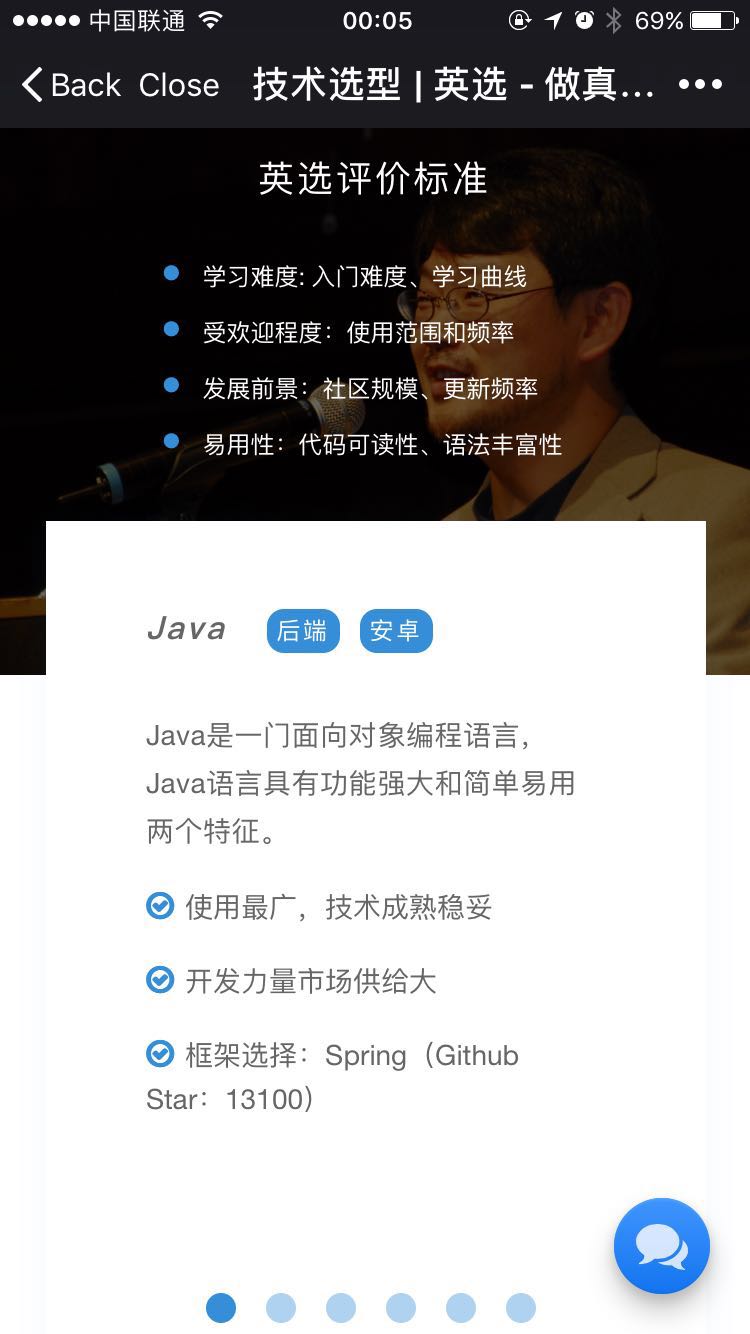 中国联通 00:05 69%
Back Close 技术选型 | 英选 - 做真...
英选评价标准
学习难度: 入门难度、学习曲线
受欢迎程度：使用范围和频率
发展前景：社区规模、更新频率
易用性：代码可读性、语法丰富性
Java 后端 安卓
Java是一门面向对象编程语言，
Java语言具有功能强大和简单易用
两个特征。
使用最广，技术成熟稳妥
开发力量市场供给大
框架选择：Spring（Github
Star：13100）